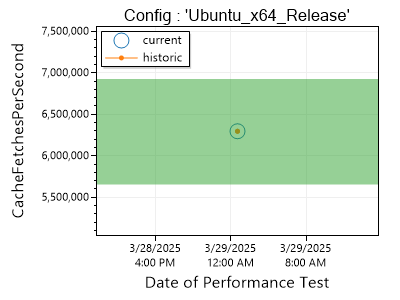 Config : 'Ubuntu_x64_Release'
7,500,000
7,000,000
6,500,000
6,000,000
5,500,000
CacheFetchesPerSecond
current
historic
3/28/2025 3/29/2025 3/29/2025
4:00 PM 12:00 AM 8:00 AM
Date of Performance Test